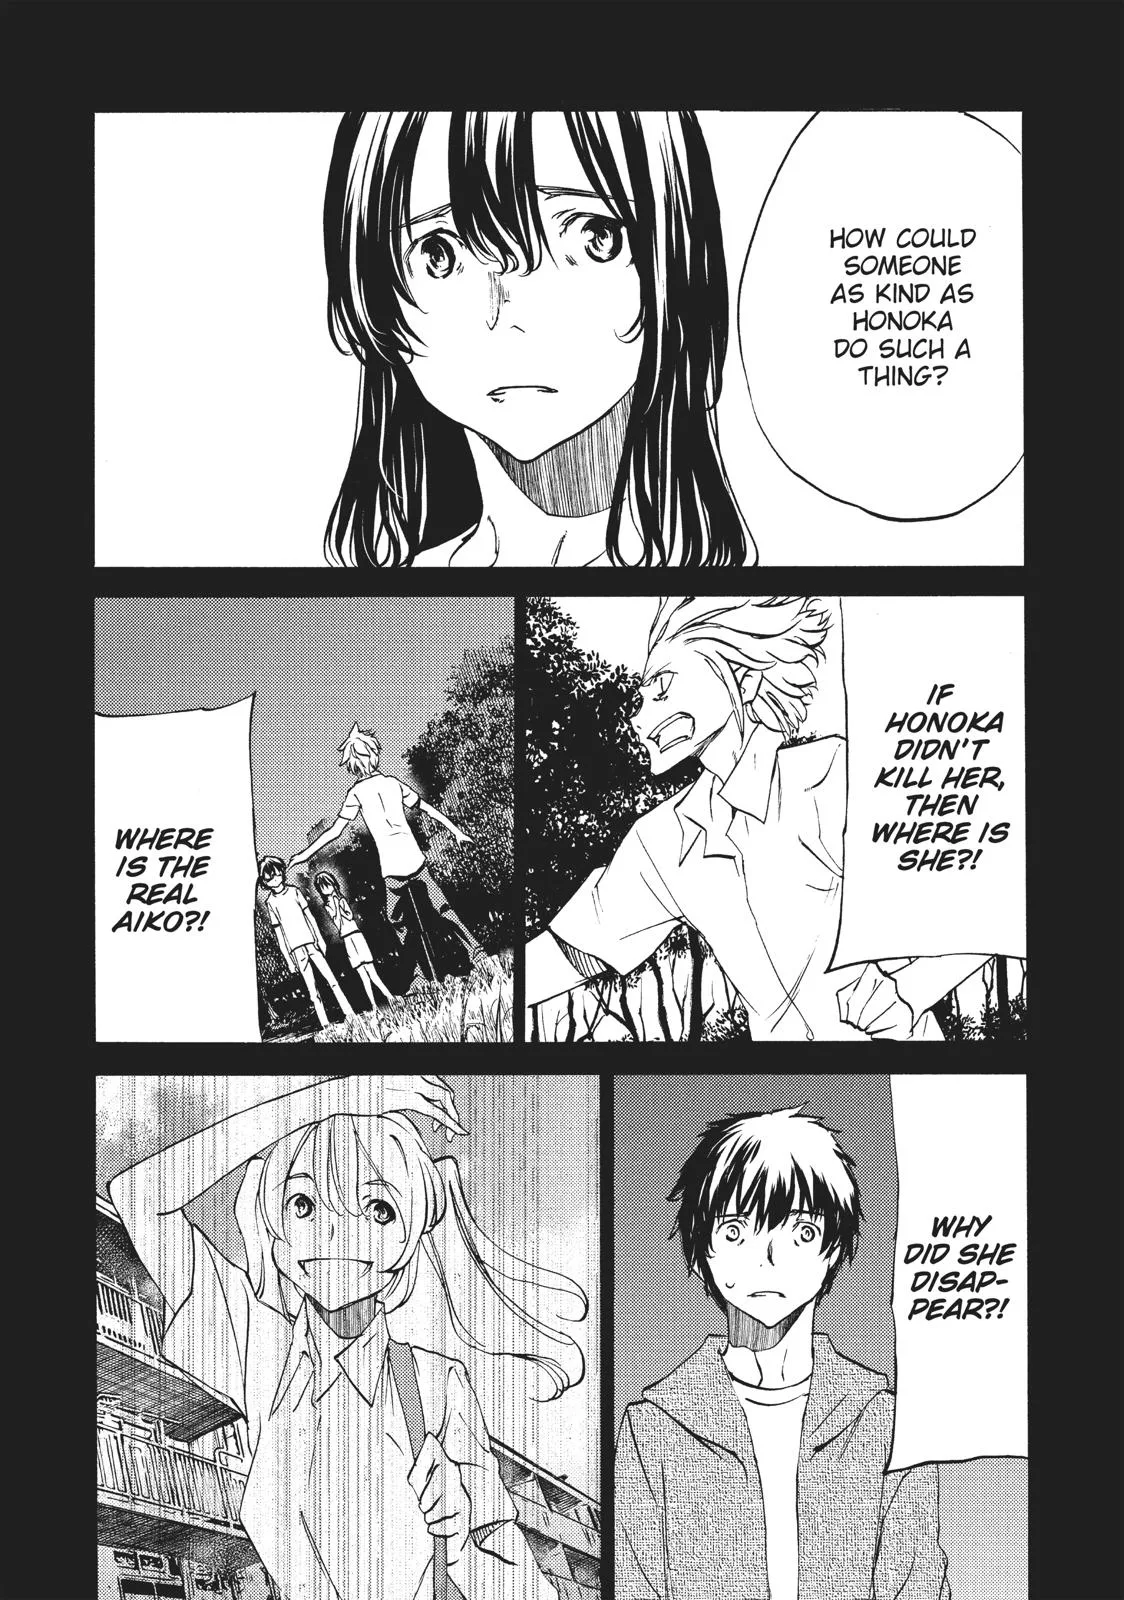 HOW COULD
SOMEONE
AS KIND AS
HONOKA
DO SUCH A
THING?
IF
HONOKA
DIDN'T
KILL HER,
THEN
WHERE IS
SHE?!
WHERE
IS THE
REAL
AIKO?!
WHY
DID SHE
DISAP-
PEAR?!